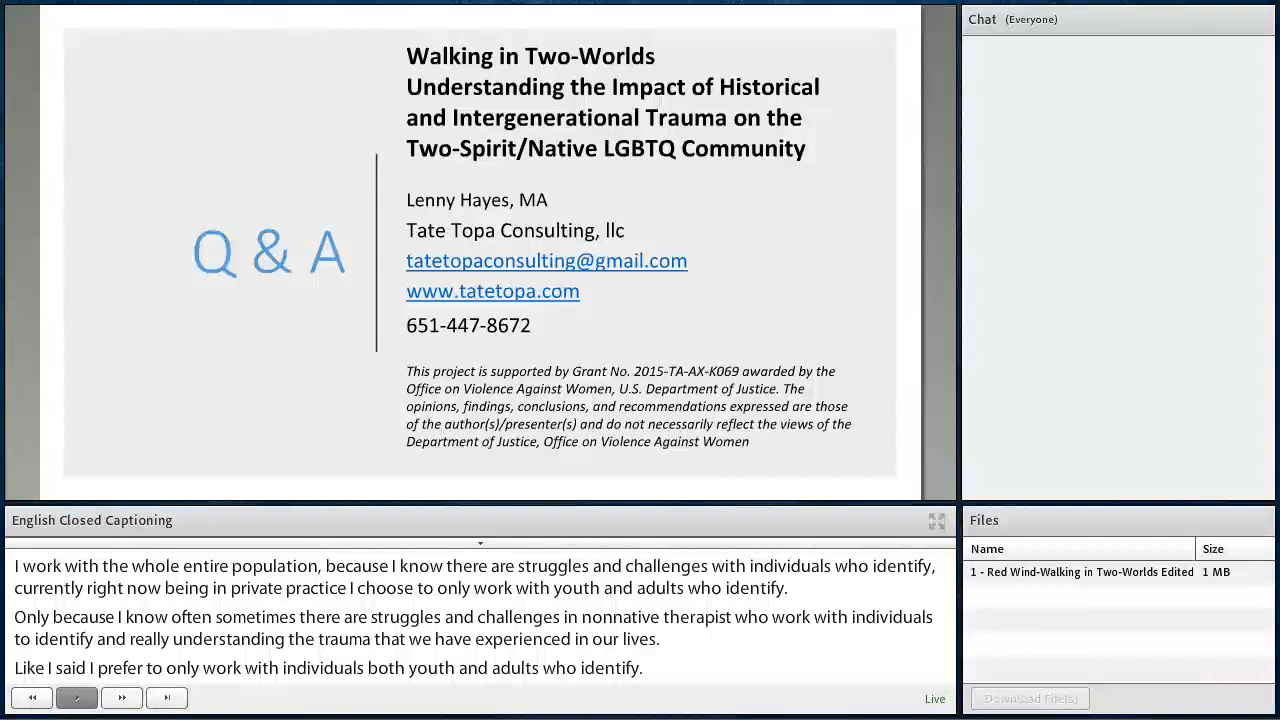 Walking in Two-Worlds
Understanding the Impact of Historical
and Intergenerational Trauma on the
Two-Spirit/Native LGBTQ Community
Q & A
Lenny Hayes, MA
Tate Topa Consulting, llc
tatetopaconsulting@gmail.com
www.tatetopa.com
651-447-8672
This project is supported by Grant No. 2015-TA-AX-K069 awarded by the
Office on Violence Against Women, U.S. Department of Justice. The
opinions, findings, conclusions, and recommendations expressed are those
of the author(s)/presenter(s) and do not necessarily reflect the views of the
Department of Justice, Office on Violence Against Women
Chat (Everyone)
English Closed Captioning
I work with the whole entire population, because I know there are struggles and challenges with individuals who identify,
currently right now being in private practice I choose to only work with youth and adults who identify.
Only because I know often sometimes there are struggles and challenges in nonnative therapist who work with individuals
to identify and really understanding the trauma that we have experienced in our lives.
Like I said I prefer to only work with individuals both youth and adults who identify.
Live
Files
Name Size
1 - Red Wind-Walking in Two-Worlds Edited 1 MB
Download File(s)